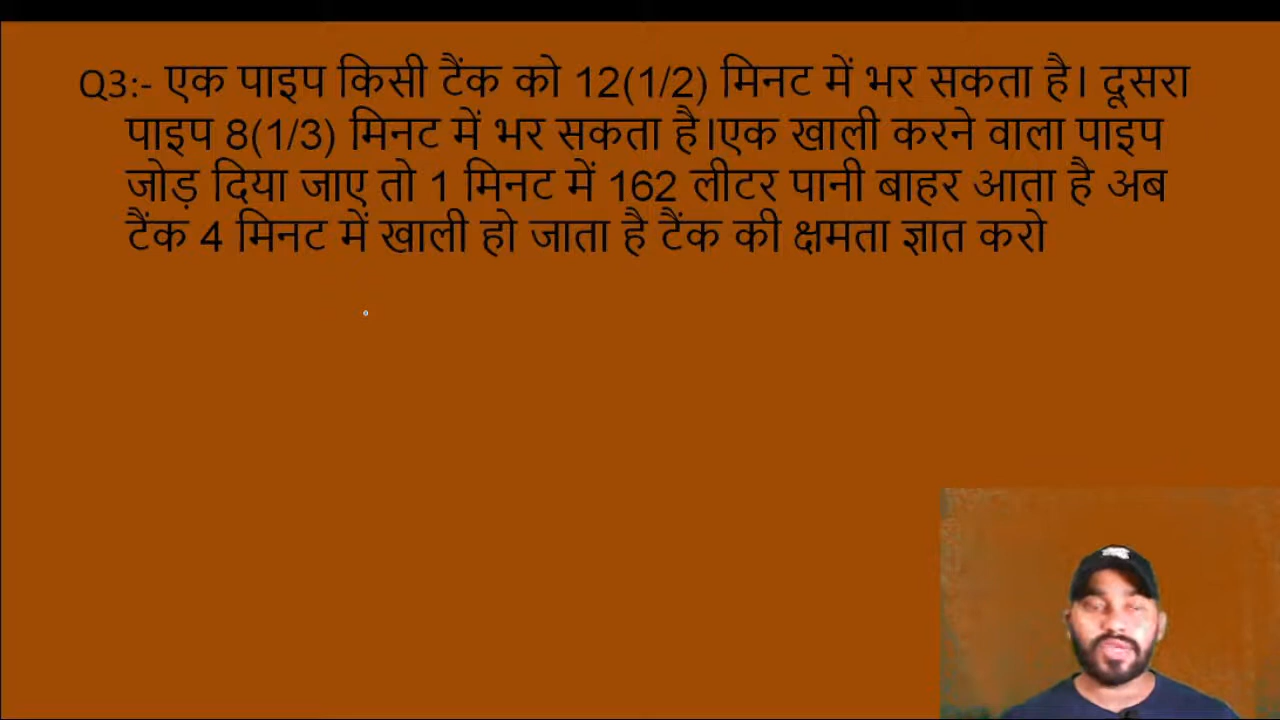 Q3:- एक पाइप किसी टैंक को 12(1/2) मिनट में भर सकता है। दूसरा
पाइप 8(1/3) मिनट में भर सकता है।एक खाली करने वाला पाइप
जोड़ दिया जाए तो 1 मिनट में 162 लीटर पानी बाहर आता है अब
टैंक 4 मिनट में खाली हो जाता है टैंक की क्षमता ज्ञात करो